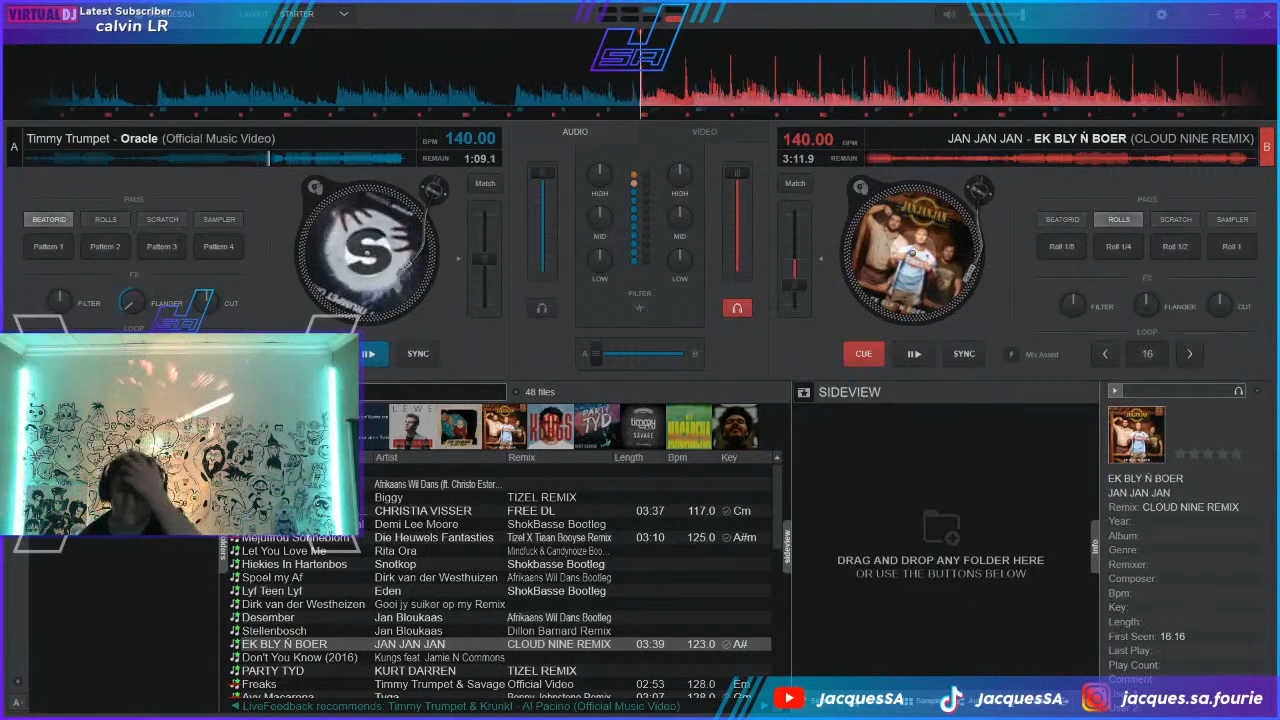 VIRTUALDJ
Latest Subscriber
calvin LR
STARTER
SA
A
Timmy Trumpet - Oracle (Official Music Video)
BPM 140.00
REMAIN 1:09.1
AUDIO
VIDEO
140.00 BPM
3:11.9 REMAIN
JAN JAN JAN - EK BLY Ń BOER (CLOUD NINE REMIX)
B
PADS
BEATGRID ROLLS SCRATCH SAMPLER
Pattern 1 Pattern 2 Pattern 3 Pattern 4
FX
FILTER FLANGER CUT
LOOP
Match
HIGH HIGH
MID MID
LOW LOW
FILTER
A B
Match
JANJANJAN
PADS
BEATGRID ROLLS SCRATCH SAMPLER
Roll 1/8 Roll 1/4 Roll 1/2 Roll 1
FX
FILTER FLANGER CUT
LOOP
SYNC
CUE SYNC
Mix Assist
16
48 files
SIDEVIEW
Artist Remix Length Bpm Key
Afrikaans Wil Dans (ft. Christo Ester...
Biggy TIZEL REMIX
CHRISTIA VISSER FREE DL 03:37 117.0 Cm
Demi Lee Moore ShokBasse Bootleg
Mejufffrou Fantasties Die Heuwels Fantasties Tizel X Tiaan Booyse Remix 03:10 125.0 A#m
Let You Love Me Rita Ora Mindfuck & Candynoize Boo...
Hiekies In Hartenbos Snotkop Shokbasse Bootleg
Spoel my Af Dirk van der Westhuizen Afrikaans Wil Dans Bootleg
Lyf Teen Lyf Eden ShokBasse Bootleg
Dirk van der Westheizen Gooi jy suiker op my Remix
Desember Jan Bloukaas Afrikaans Wil Dans Bootleg
Stellenbosch Jan Bloukaas Dillon Barnard Remix
EK BLY Ń BOER JAN JAN JAN CLOUD NINE REMIX 03:39 123.0 A#
Don't You Know (2016) Kungs feat. Jamie N Commons
PARTY TYD KURT DARREN TIZEL REMIX
Freaks Timmy Trumpet & Savage Official Video 02:53 128.0 Em
LiveFeedback recommends: Timmy Trumpet & Krunk! - Al Pacino (Official Music Video)
sideview
DRAG AND DROP ANY FOLDER HERE
OR USE THE BUTTONS BELOW
info
EK BLY Ń BOER
JAN JAN JAN
Remix: CLOUD NINE REMIX
Year:
Album:
Genre:
Remixer:
Composer:
Bpm:
Key:
Length:
First Seen: 16:16
Last Play:
Play Count:
Comment
JacquesSA
JacquesSA
jacques.sa.fourie